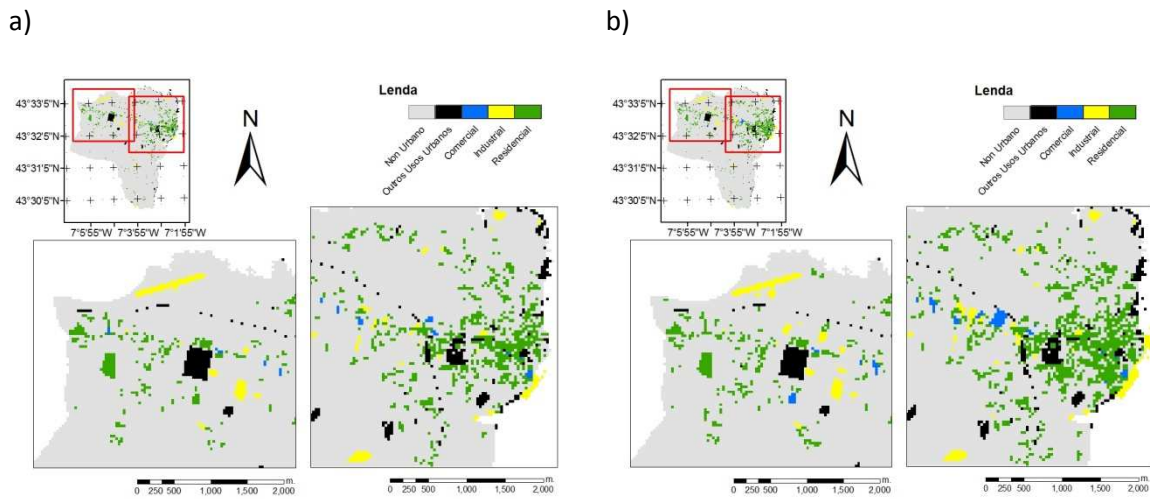 a)
Lenda
N
43°33'5"N
43°32'5"N
43°31'5"N
43°30'5"N
7°5'55"W 7°3'55"W 7°1'55"W
Non Urbano
Outros Usos Urbanos
Comercial
Industrial
Residencial
0 250 500 1,000 1,500 2,000 m.
b)
Lenda
N
43°33'5"N
43°32'5"N
43°31'5"N
43°30'5"N
7°5'55"W 7°3'55"W 7°1'55"W
Non Urbano
Outros Usos Urbanos
Comercial
Industrial
Residencial
0 250 500 1,000 1,500 2,000 m.